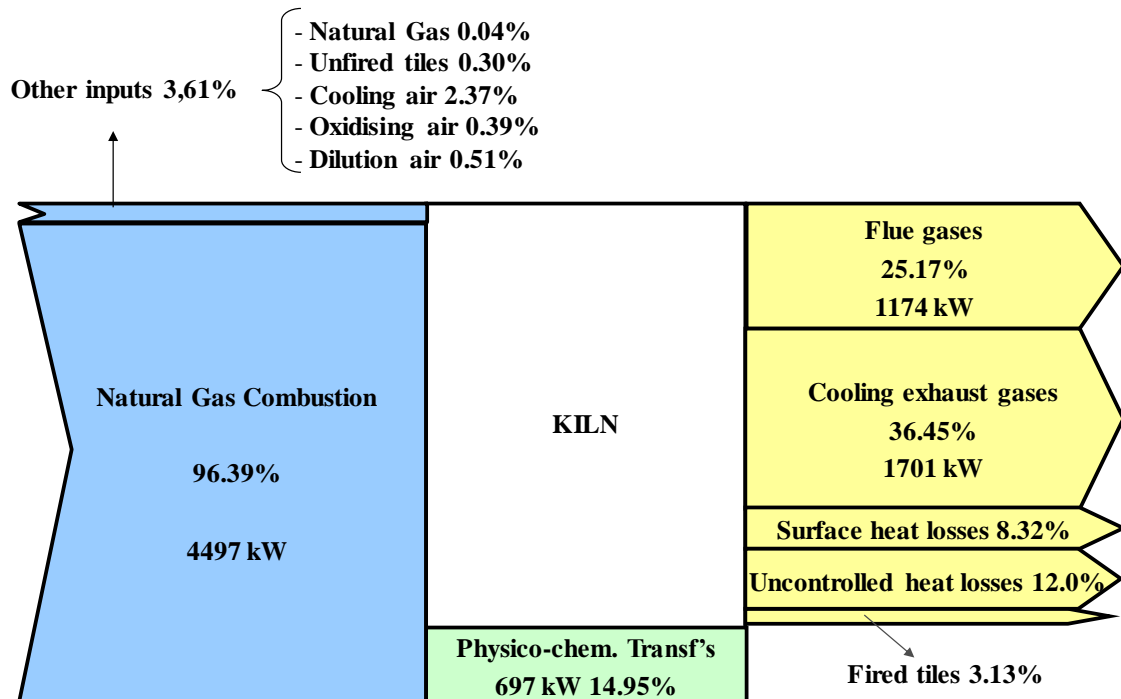 - Natural Gas 0.04%
- Unfired tiles 0.30%
Other inputs 3,61%
- Cooling air 2.37%
- Oxidising air 0.39%
- Dilution air 0.51%
Natural Gas Combustion
96.39%
4497 kW
KILN
Physico-chem. Transf's
697 kW 14.95%
Flue gases
25.17%
1174 kW
Cooling exhaust gases
36.45%
1701 kW
Surface heat losses 8.32%
Uncontrolled heat losses 12.0%
Fired tiles 3.13%